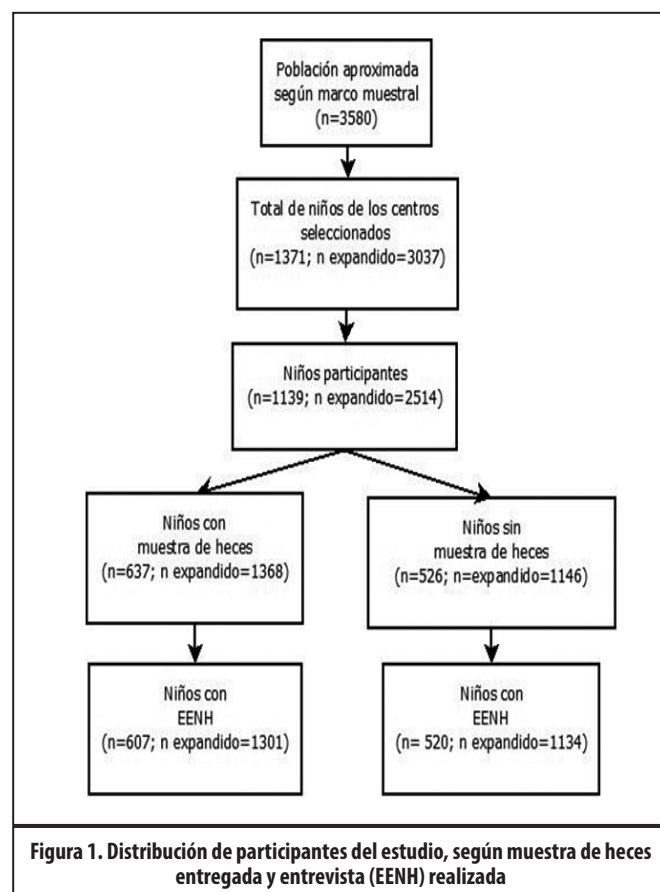 Población aproximada
según marco muestral
(n=3580)
Total de niños de los centros
seleccionados
(n=1371; n expandido=3037)
Niños participantes
(n=1139; n expandido=2514)
Niños con
muestra de heces
(n=637; n expandido=1368)
Niños sin
muestra de heces
(n=526; n=expandido=1146)
Niños con
EENH
(n=607; n expandido=1301)
Niños con
EENH
(n= 520; n expandido=1134)
Figura 1. Distribución de participantes del estudio, según muestra de heces
entregada y entrevista (EENH) realizada